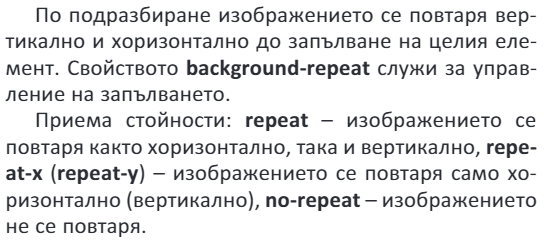 По подразбиране изображението се повтаря вер-
тикално и хоризонтално до запълване на целия еле-
мент. Свойството background-repeat служи за управ-
ление на запълването.
Приема стойности: repeat – изображението се
повтаря както хоризонтално, така и вертикално, repe-
at-x (repeat-y) – изображението се повтаря само хо-
ризонтално (вертикално), no-repeat – изображението
не се повтаря.